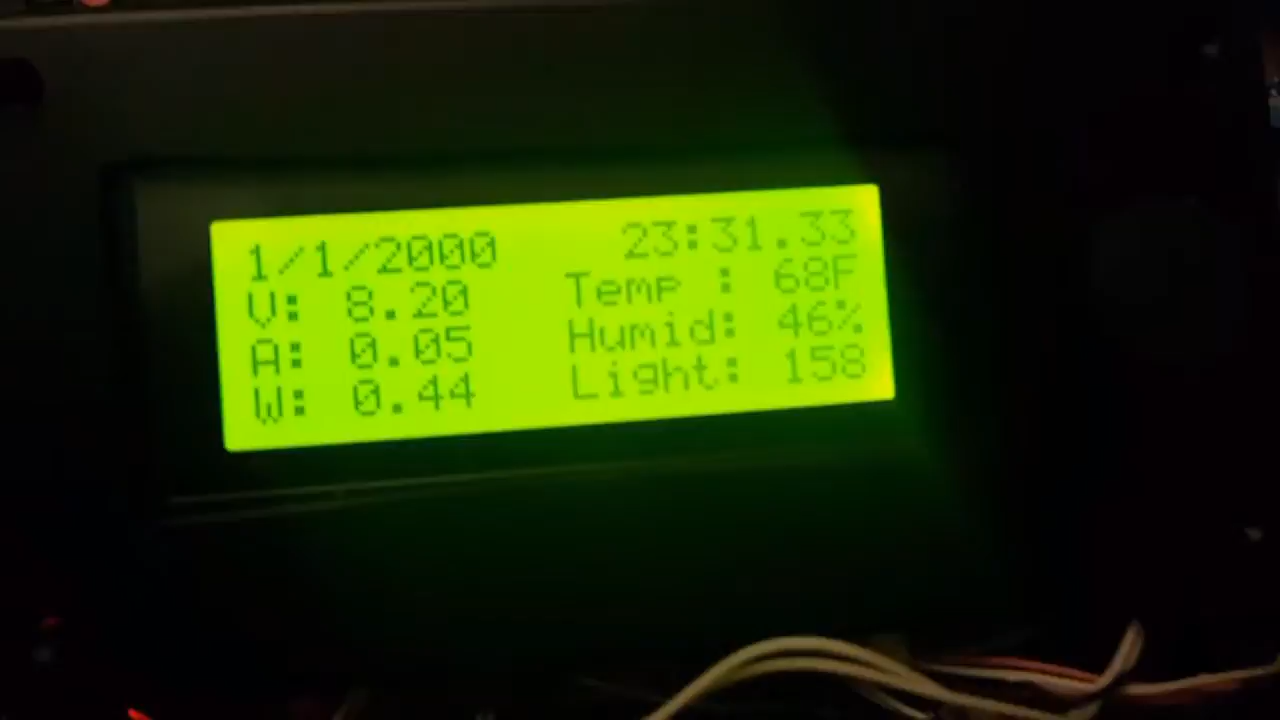 1/1/2000 23:31.33
V: 8.20 Temp : 68F
A: 0.05 Humid: 46%
W: 0.44 Light: 158